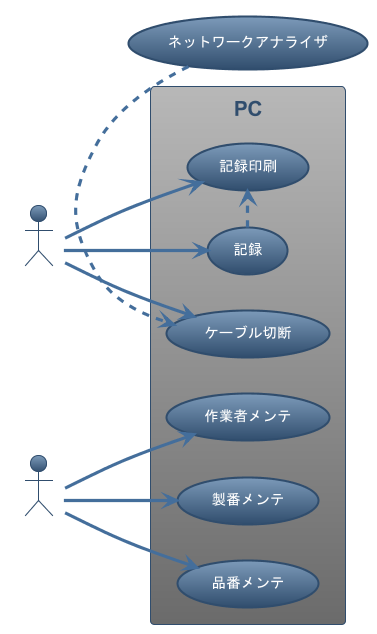 ネットワークアナライザ
PC
記録印刷
記録
ケーブル切断
作業者メンテ
製番メンテ
品番メンテ